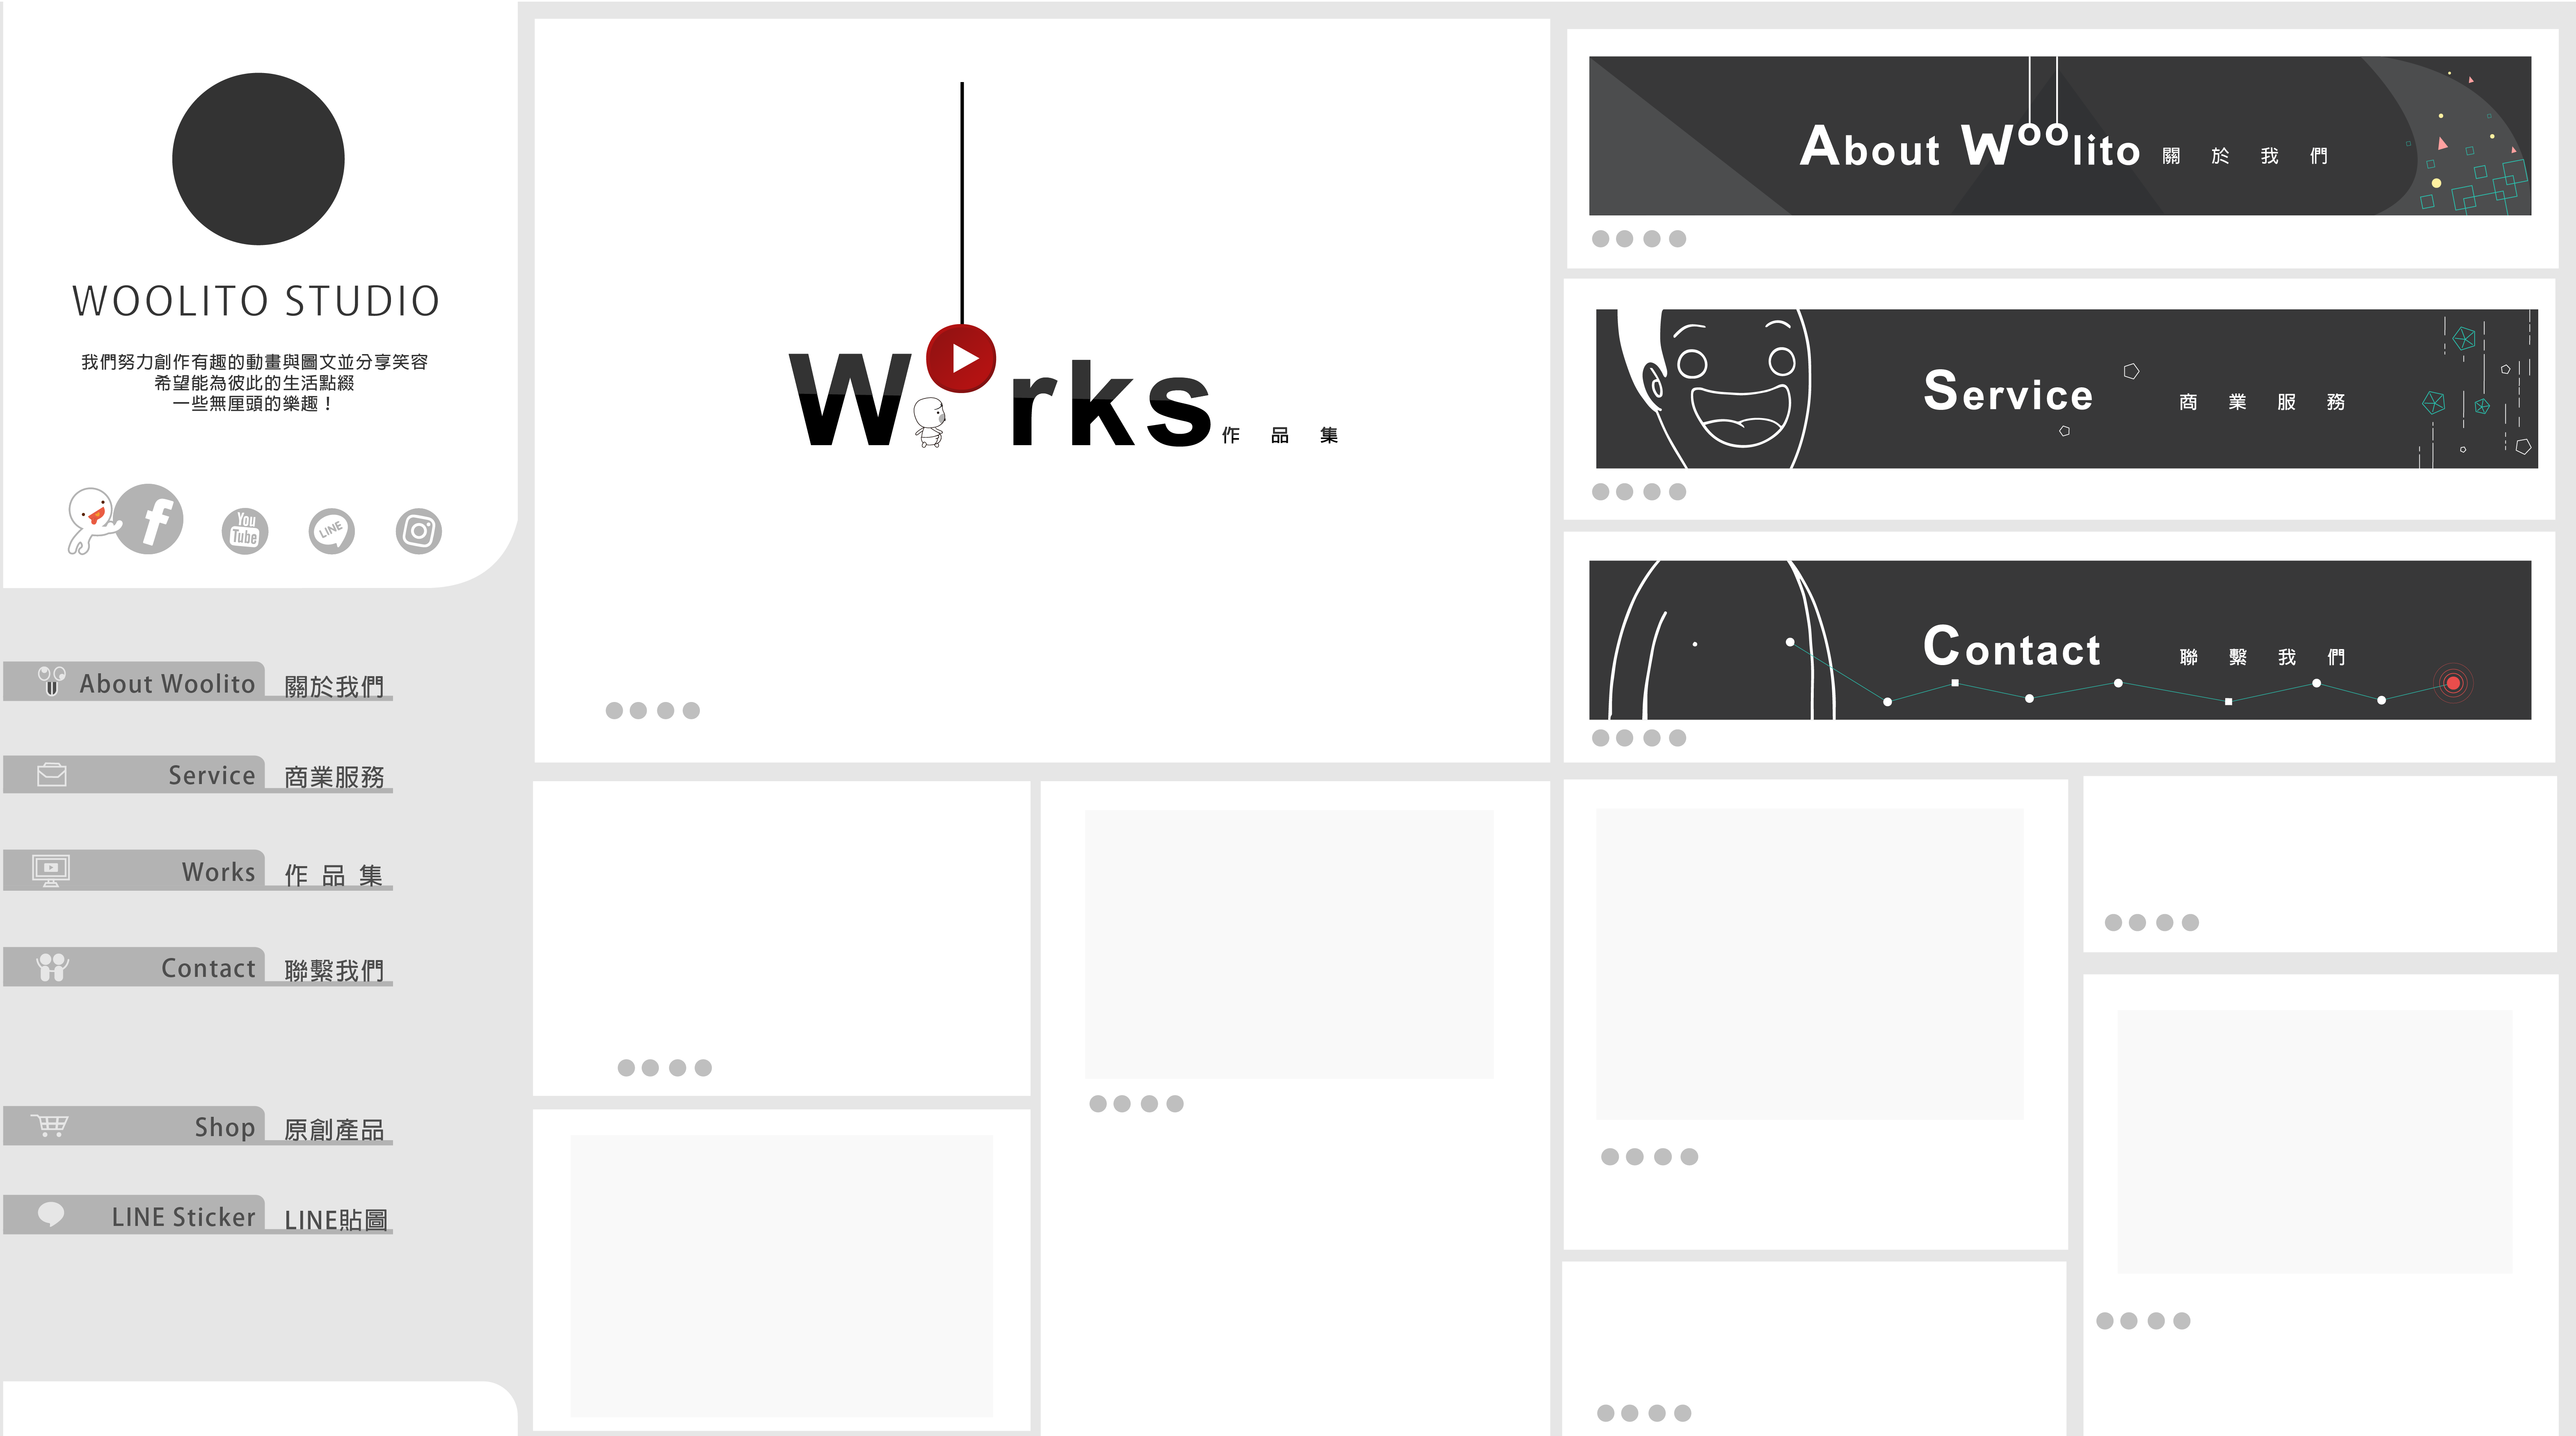 WOOLITO STUDIO
我們努力創作有趣的動畫與圖文並分享笑容
希望能為彼此的生活點綴
一些無厘頭的樂趣！
f
You
Tube
LINE
About Woolito 關於我們
Service 商業服務
Works 作品集
Contact 聯繫我們
Shop 原創產品
LINE Sticker LINE貼圖
Works 作品集
About Woolito 關於我們
Service 商業服務
Contact 聯繫我們